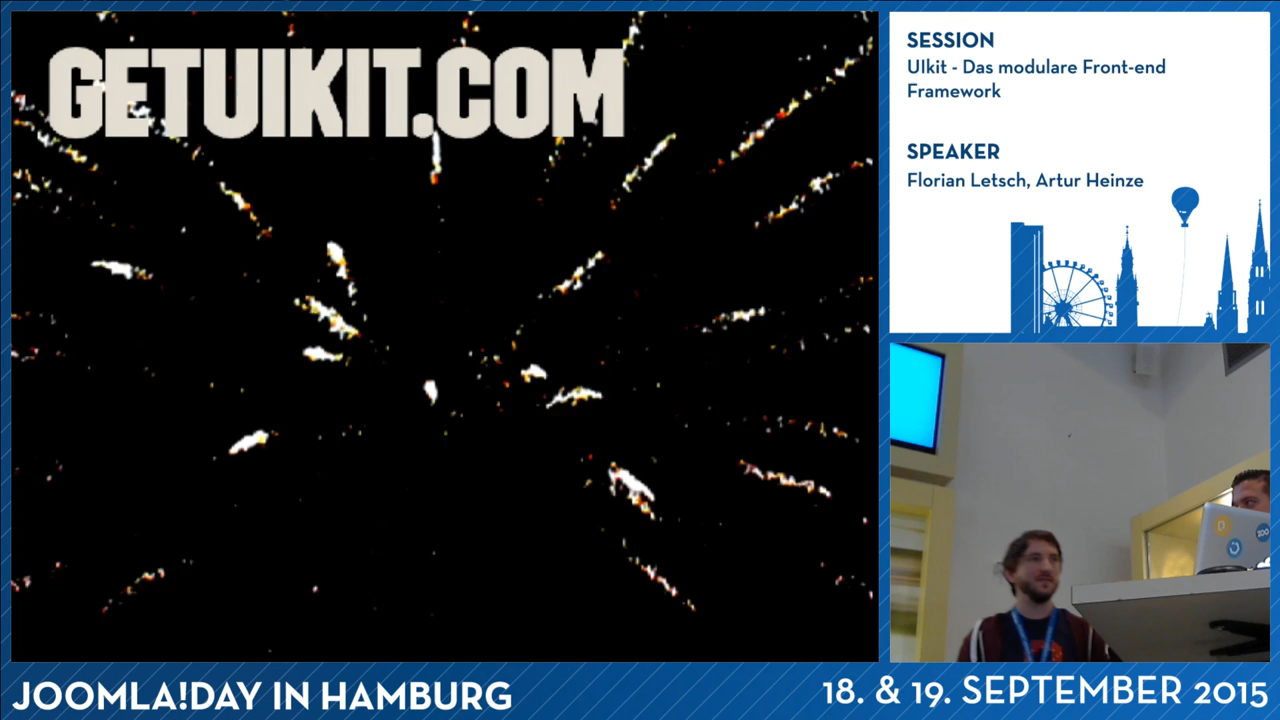 GETUIKIT.COM
SESSION
UIkit - Das modulare Front-end
Framework
SPEAKER
Florian Letsch, Artur Heinze
JOOMLA!DAY IN HAMBURG
18. & 19. SEPTEMBER 2015